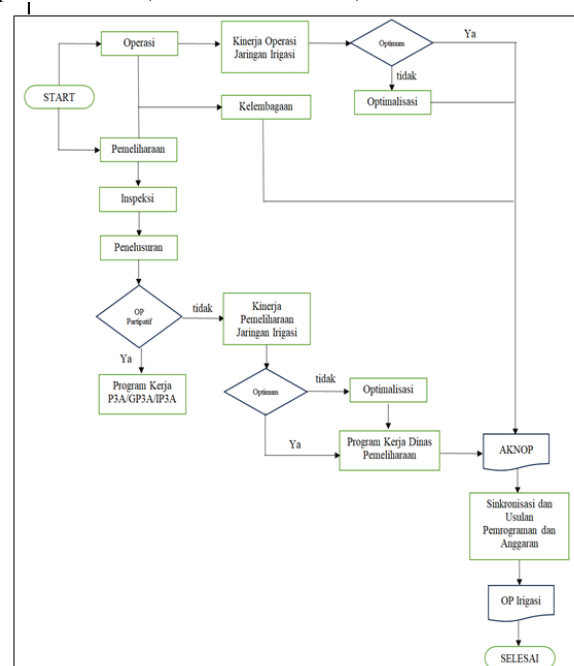 Operasi
Kinerja Operasi
Jaringan Irigasi
Optimum
Ya
tidak
START
Kelembagaan
Optimalisasi
Pemeliharaan
Inspeksi
Penelusuran
OP
Partipatif
tidak
Kinerja
Pemeliharaan
Jaringan Irigasi
Ya
Program Kerja
P3A/GP3A/IP3A
Optimum
tidak
Optimalisasi
Ya
Program Kerja Dinas
Pemeliharaan
AKNOP
Sinkronisasi dan
Usulan
Pemrograman dan
Anggaran
OP Irigasi
SELESAI